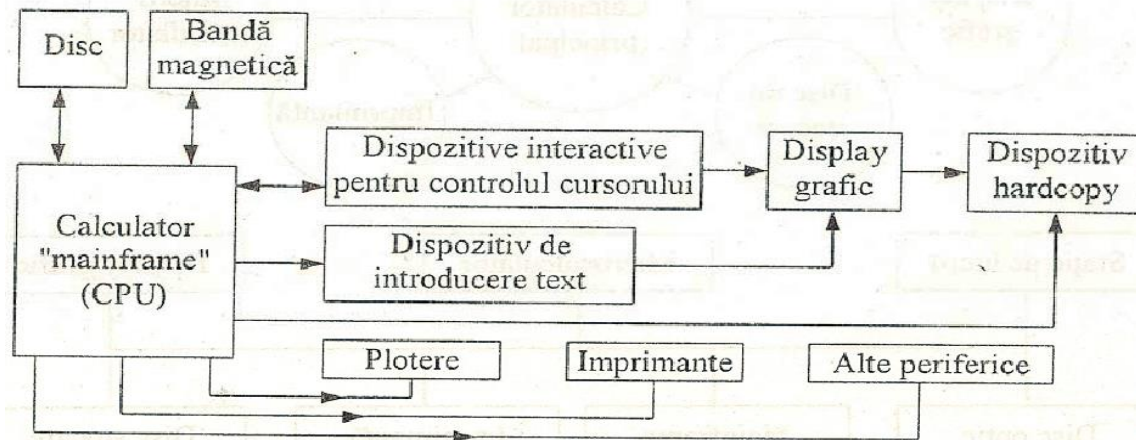 Disc
Bandă
magnetică
Dispozitive interactive
pentru controlul cursorului
Display
grafic
Dispozitiv
hardcopy
Calculator
"mainframe"
(CPU)
Dispozitiv de
introducere text
Plotere
Imprimante
Alte periferice